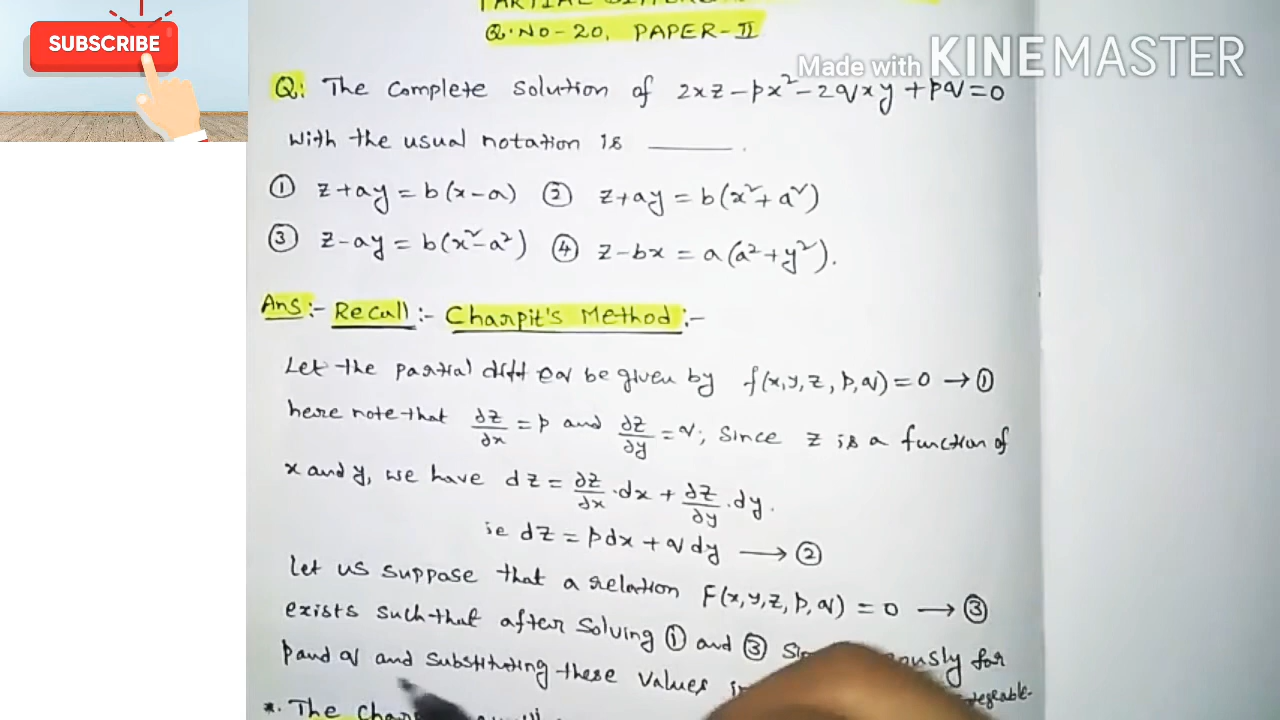 SUBSCRIBE
Q.NO-20, PAPER-II
Made with KINEMASTER
Q: The Complete Solution of 2xz-px²-2qxy+pq=0
with the usual notation is ______.
① z+ay = b(x-a) ② z+ay = b(x²+a²)
③ z-ay = b(x²-a²) ④ z-bx = a(a²+y²).
Ans:- Recall:- Charpit's Method:-
Let the partial diff eq be given by f(x,y,z,p,q)=0 →①
here note that ∂z/∂x = p and ∂z/∂y = q; Since z is a function of
x and y, we have dz = ∂z/∂x .dx + ∂z/∂y .dy.
ie dz = pdx + qdy →②
Let us suppose that a relation F(x,y,z,p,q) = 0 →③
exists such that after solving ① and ③ for
p and q and substituting these values
*. The